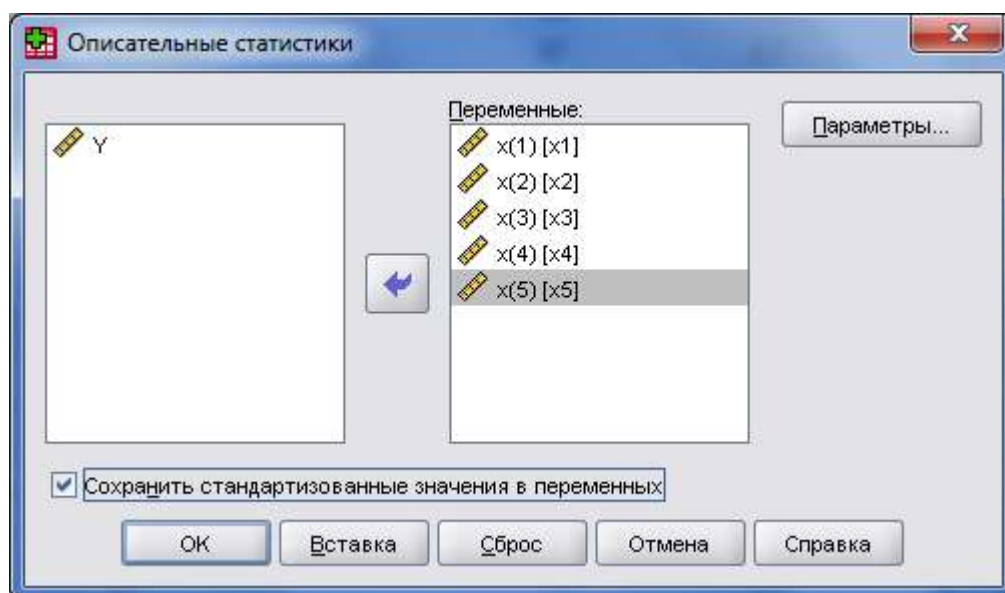 Описательные статистики
Переменные:
Y
x(1) [x1]
x(2) [x2]
x(3) [x3]
x(4) [x4]
x(5) [x5]
Параметры...
Сохранить стандартизованные значения в переменных
OK
Вставка
Сброс
Отмена
Справка